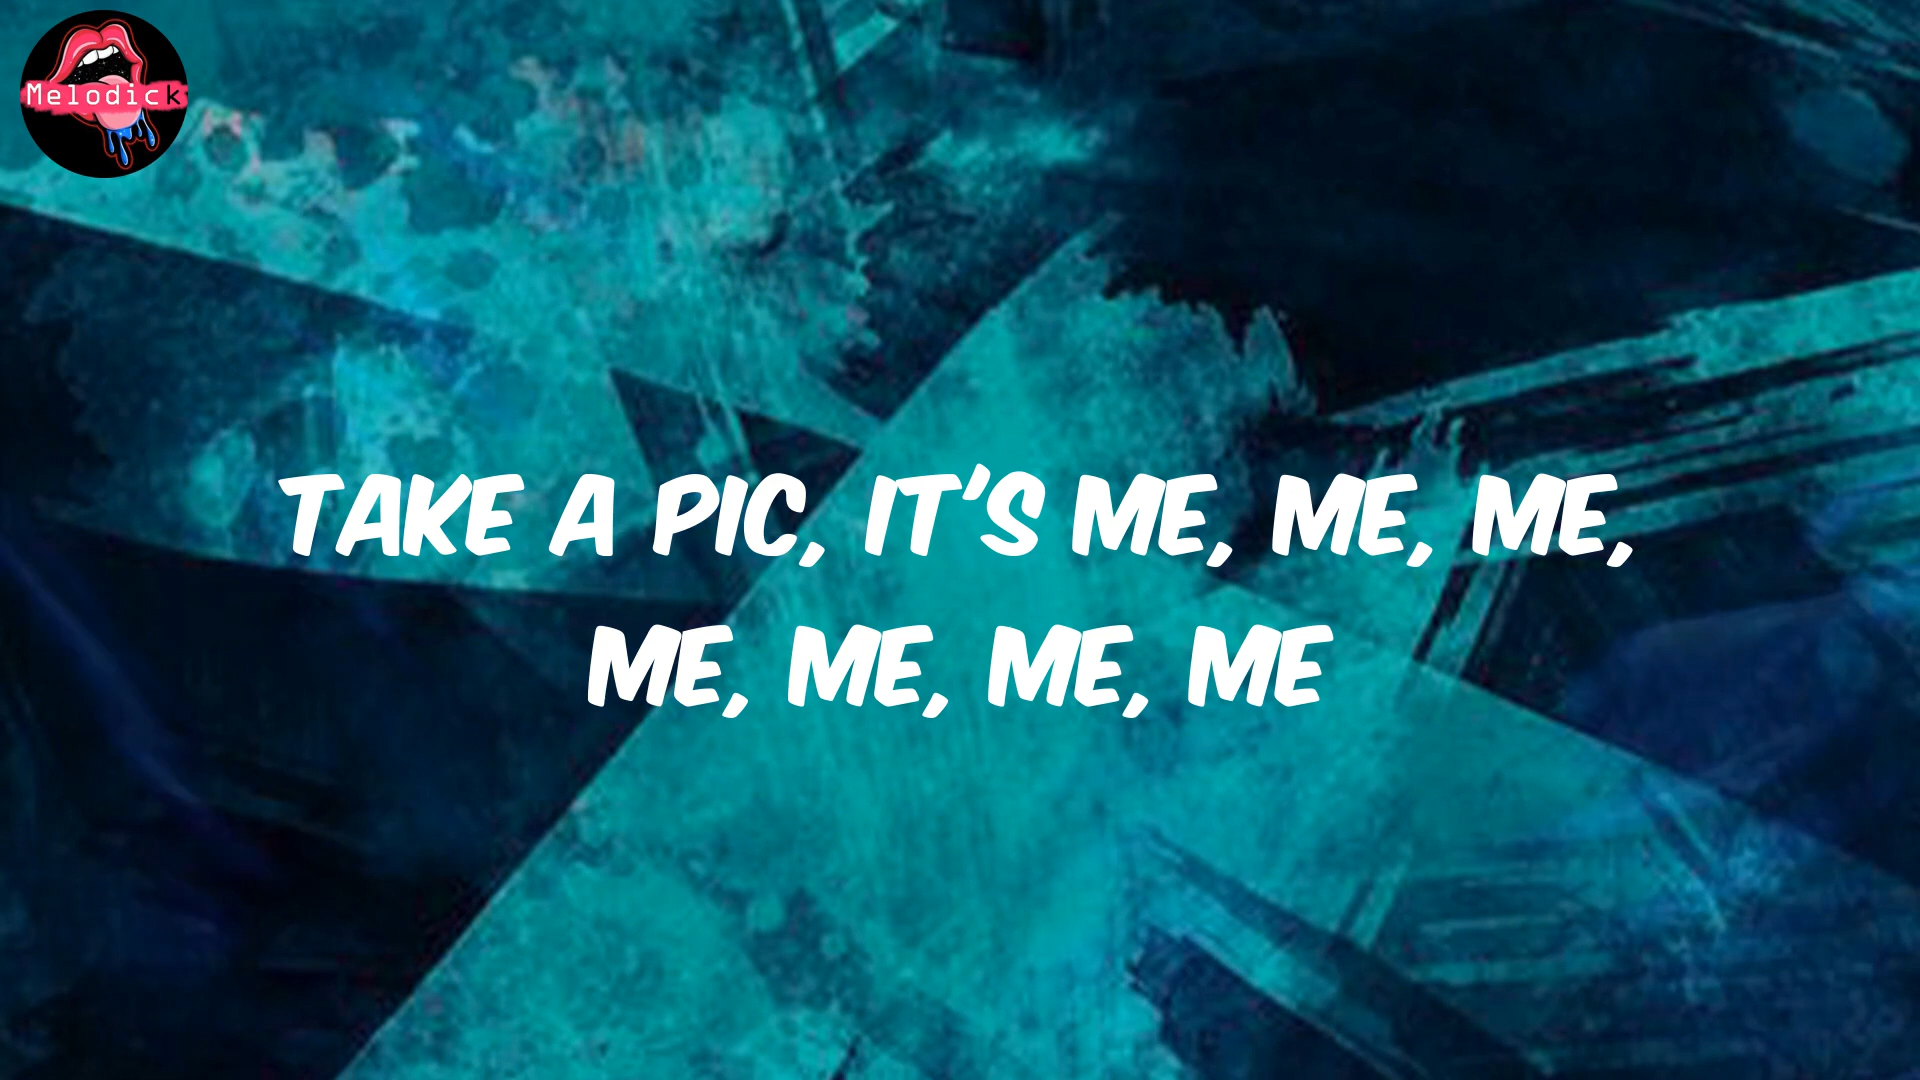 Melodick
TAKE A PIC, IT'S ME, ME, ME,
ME, ME, ME, ME